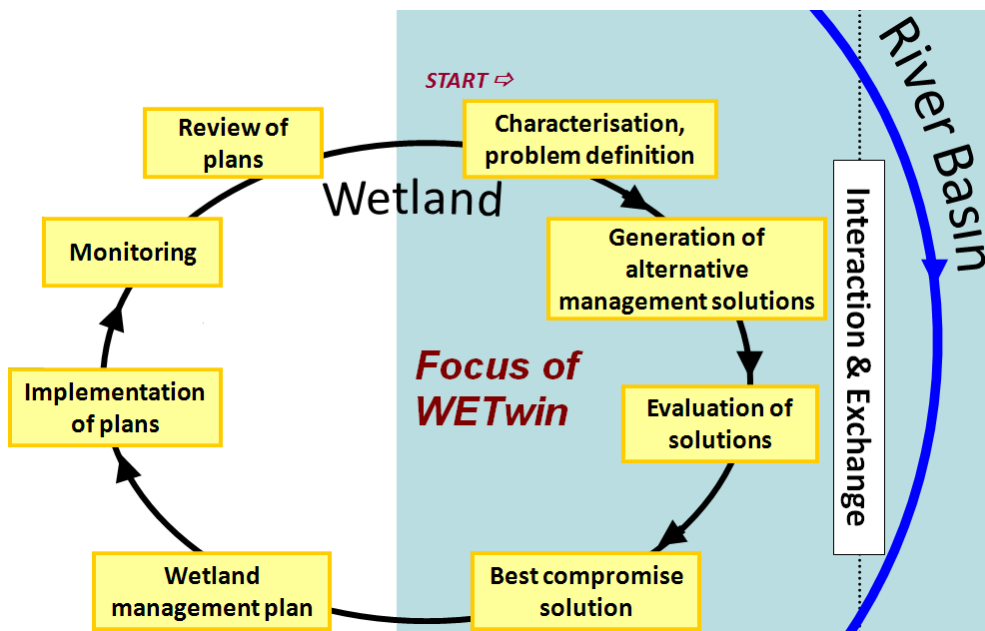 START ⇨
Characterisation,
problem definition
Review of
plans
Wetland
River Basin
Generation of
alternative
management solutions
Monitoring
Interaction & Exchange
Focus of
WETwin
Implementation
of plans
Evaluation of
solutions
Wetland
management plan
Best compromise
solution